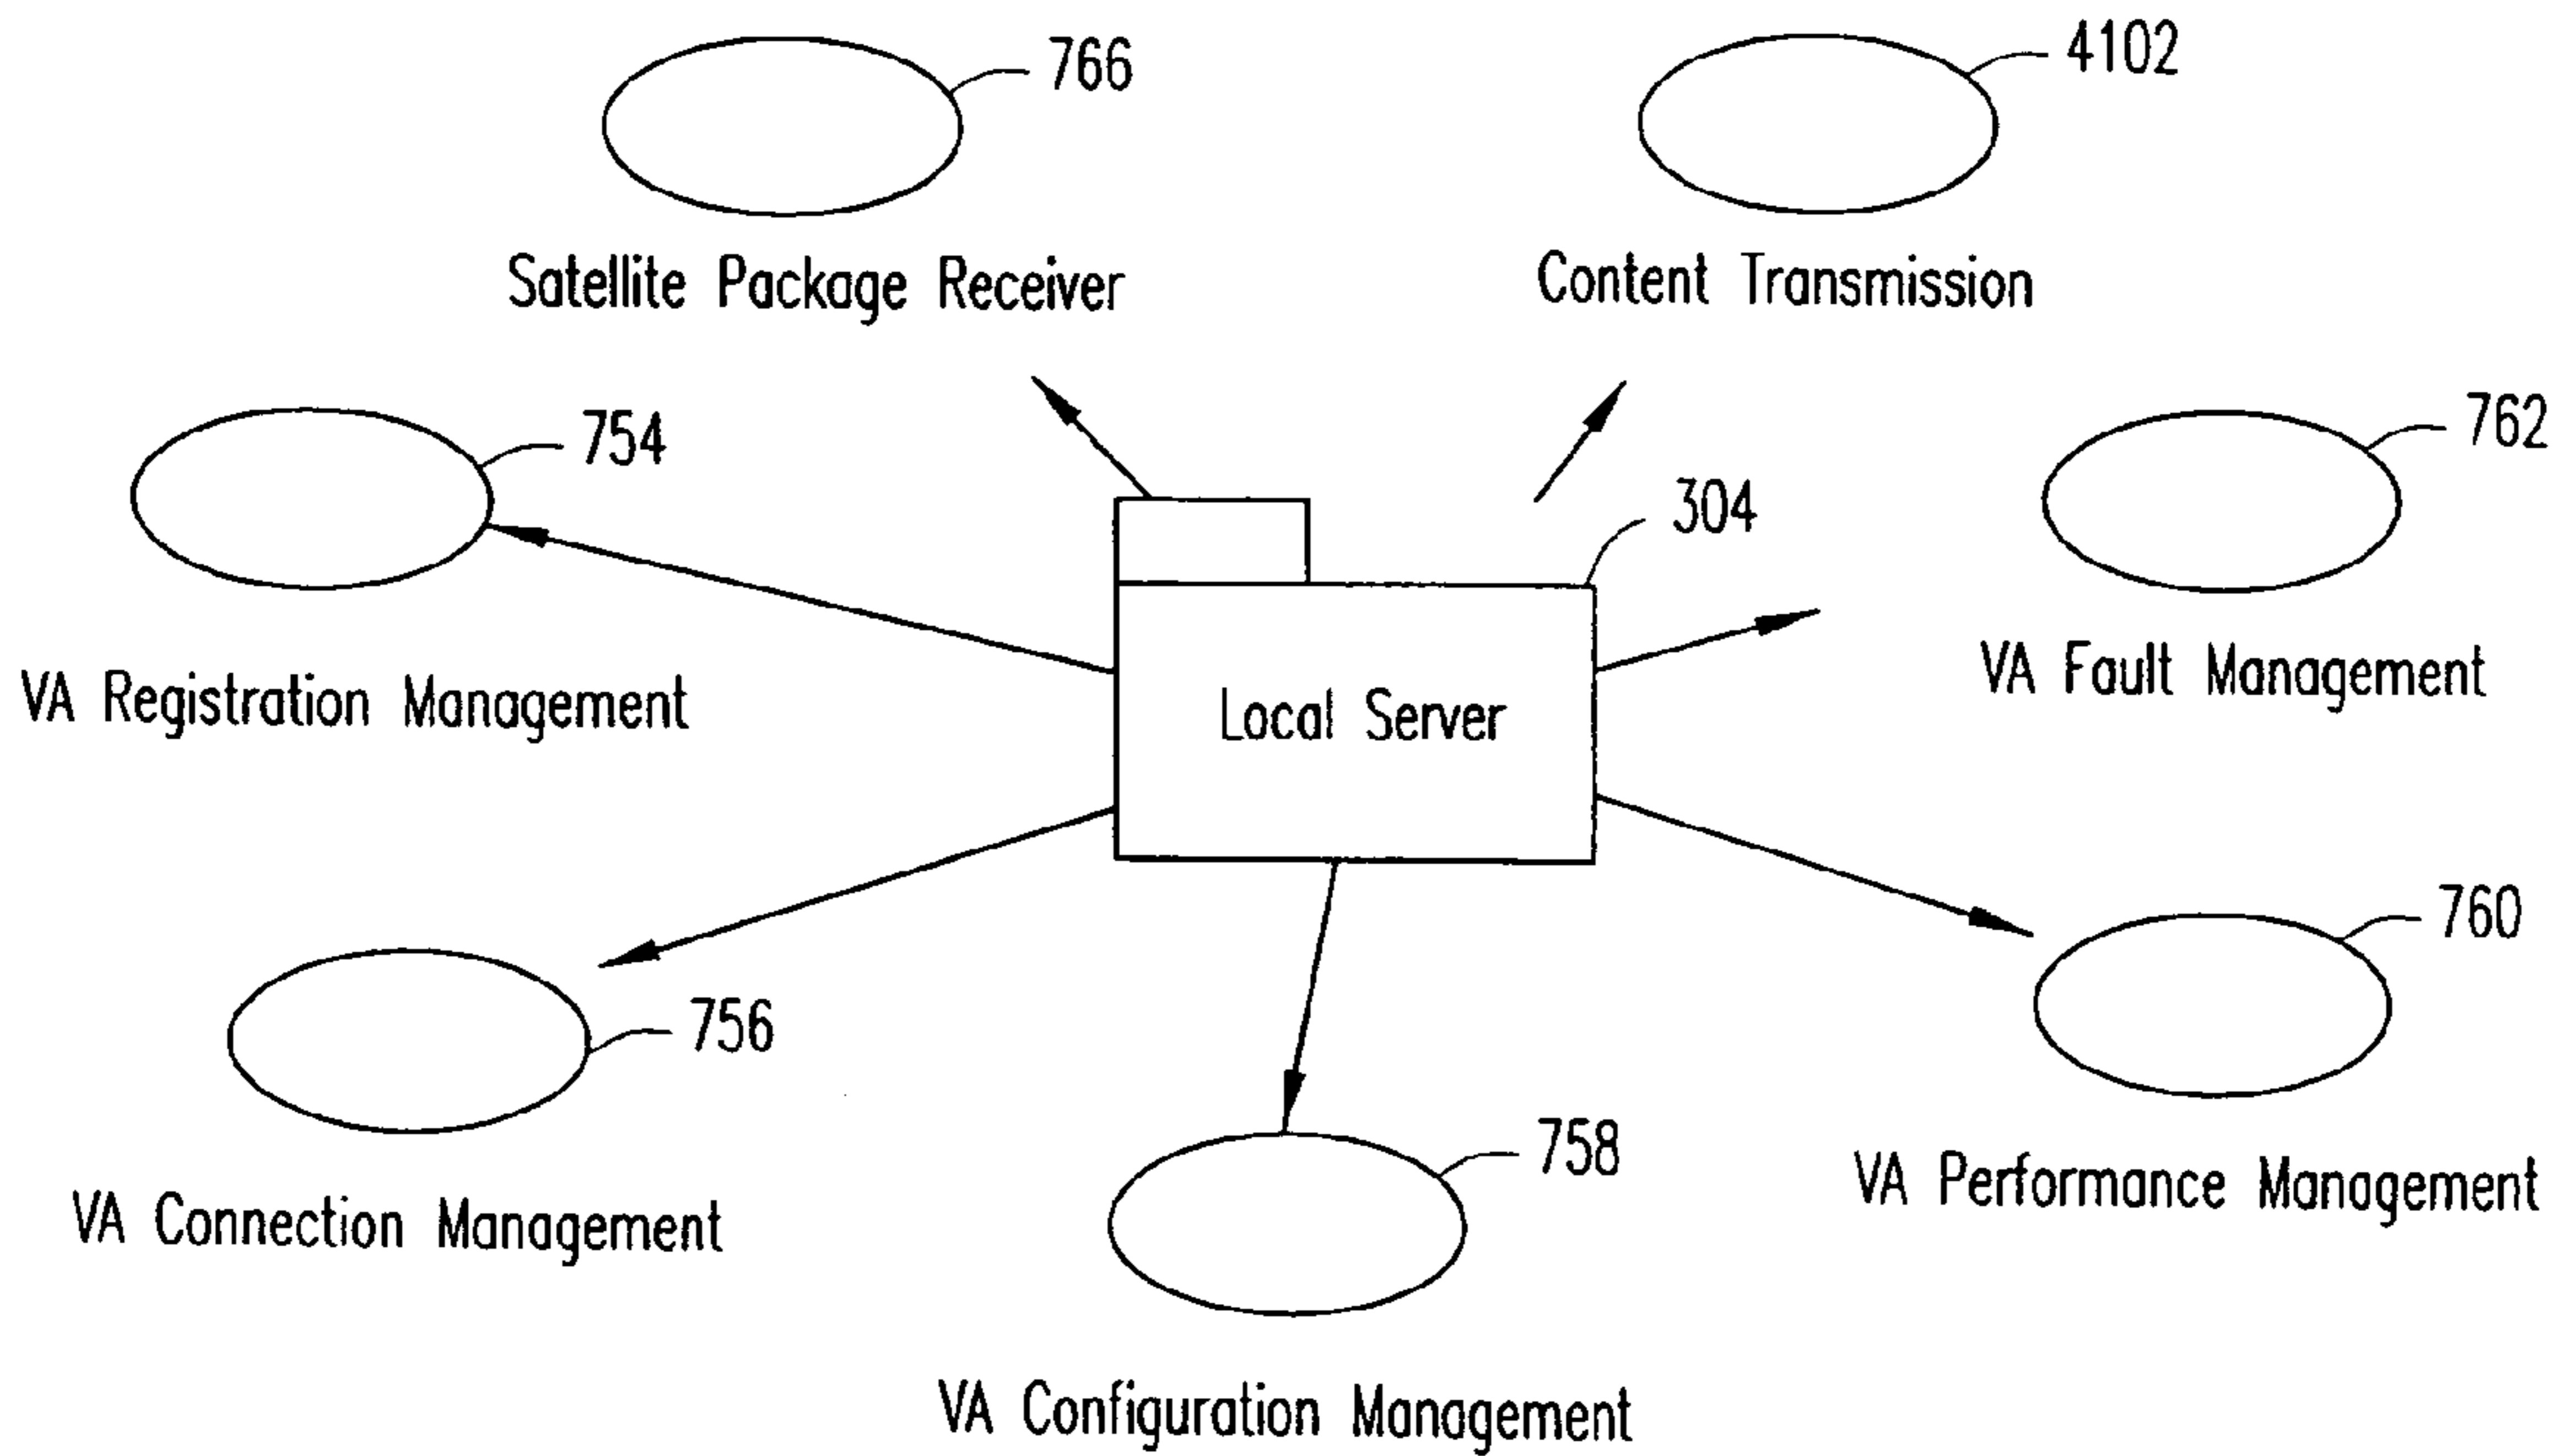 766
4102
Satellite Package Receiver
Content Transmission
754
762
304
VA Registration Management
Local Server
VA Fault Management
756
760
758
VA Connection Management
VA Performance Management
VA Configuration Management